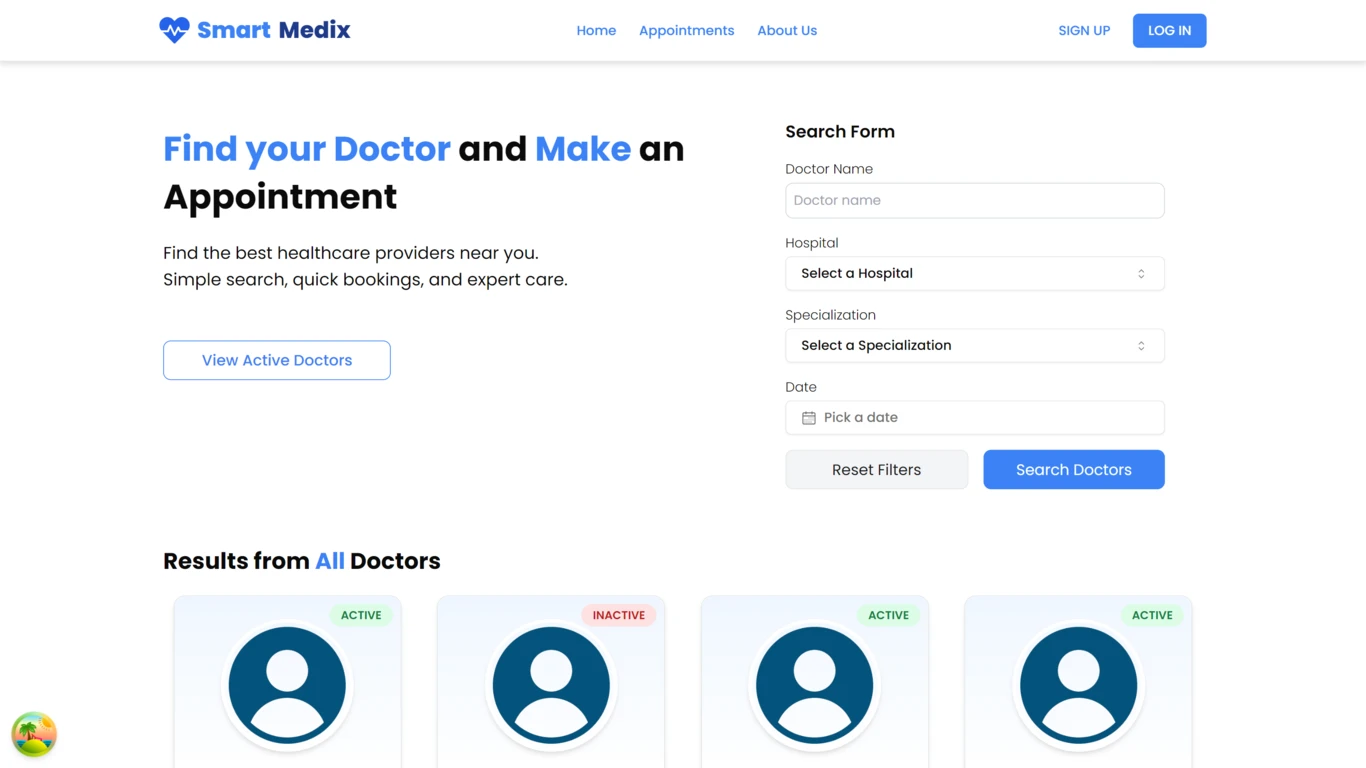 Smart Medix
Home
Appointments
About Us
SIGN UP
LOG IN
Find your Doctor and Make an
Appointment
Find the best healthcare providers near you.
Simple search, quick bookings, and expert care.
View Active Doctors
Search Form
Doctor Name
Doctor name
Hospital
Select a Hospital
Specialization
Select a Specialization
Date
Pick a date
Reset Filters
Search Doctors
Results from All Doctors
ACTIVE
INACTIVE
ACTIVE
ACTIVE